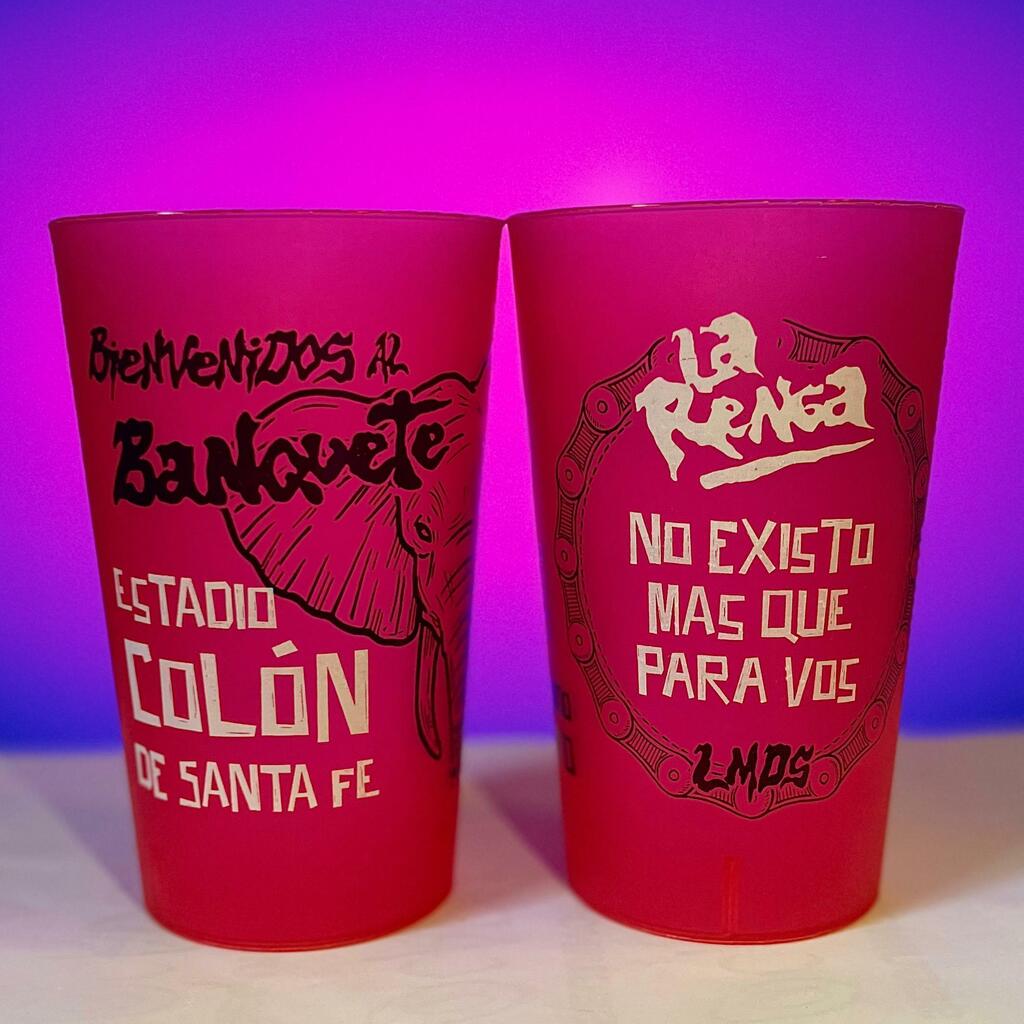 Bienvenidos al
Banquete
ESTADIO
COLÓN
DE SANTA FE
La
Renga
NO EXISTO
MAS QUE
PARA VOS
LMDS